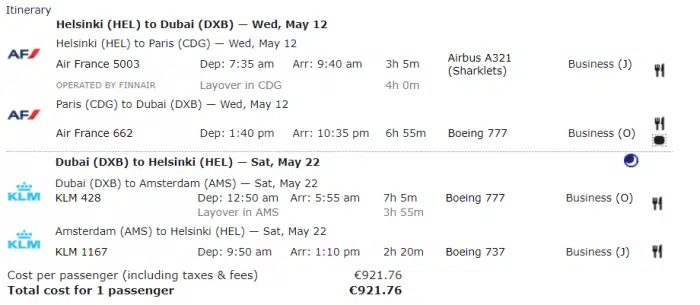 Itinerary
Helsinki (HEL) to Dubai (DXB) — Wed, May 12
Helsinki (HEL) to Paris (CDG) — Wed, May 12
AF Air France 5003 Dep: 7:35 am Arr: 9:40 am 3h 5m Airbus A321 (Sharklets) Business (J)
OPERATED BY FINNAIR Layover in CDG 4h 0m
Paris (CDG) to Dubai (DXB) — Wed, May 12
AF Air France 662 Dep: 1:40 pm Arr: 10:35 pm 6h 55m Boeing 777 Business (O)
Dubai (DXB) to Helsinki (HEL) — Sat, May 22
Dubai (DXB) to Amsterdam (AMS) — Sat, May 22
KLM KLM 428 Dep: 12:50 am Arr: 5:55 am 7h 5m Boeing 777 Business (O)
Layover in AMS 3h 55m
Amsterdam (AMS) to Helsinki (HEL) — Sat, May 22
KLM KLM 1167 Dep: 9:50 am Arr: 1:10 pm 2h 20m Boeing 737 Business (J)
Cost per passenger (including taxes & fees) €921.76
Total cost for 1 passenger €921.76